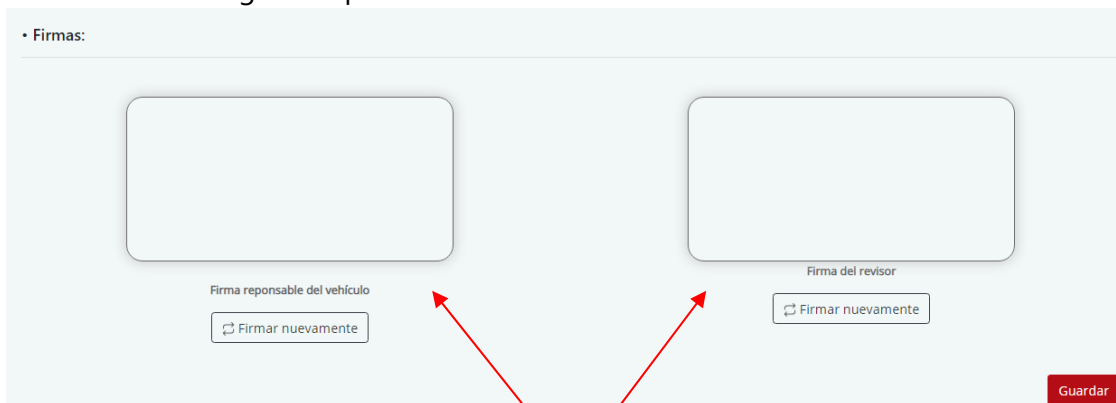 • Firmas:
Firma reponsable del vehículo
Firmar nuevamente
Firma del revisor
Firmar nuevamente
Guardar